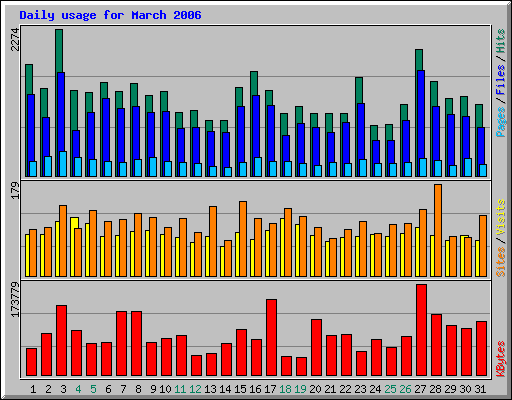 Daily usage for March 2006
2274
Pages / Files / Hits
179
Sites / Visits
173779
KBytes
1 2 3 4 5 6 7 8 9 10 11 12 13 14 15 16 17 18 19 20 21 22 23 24 25 26 27 28 29 30 31